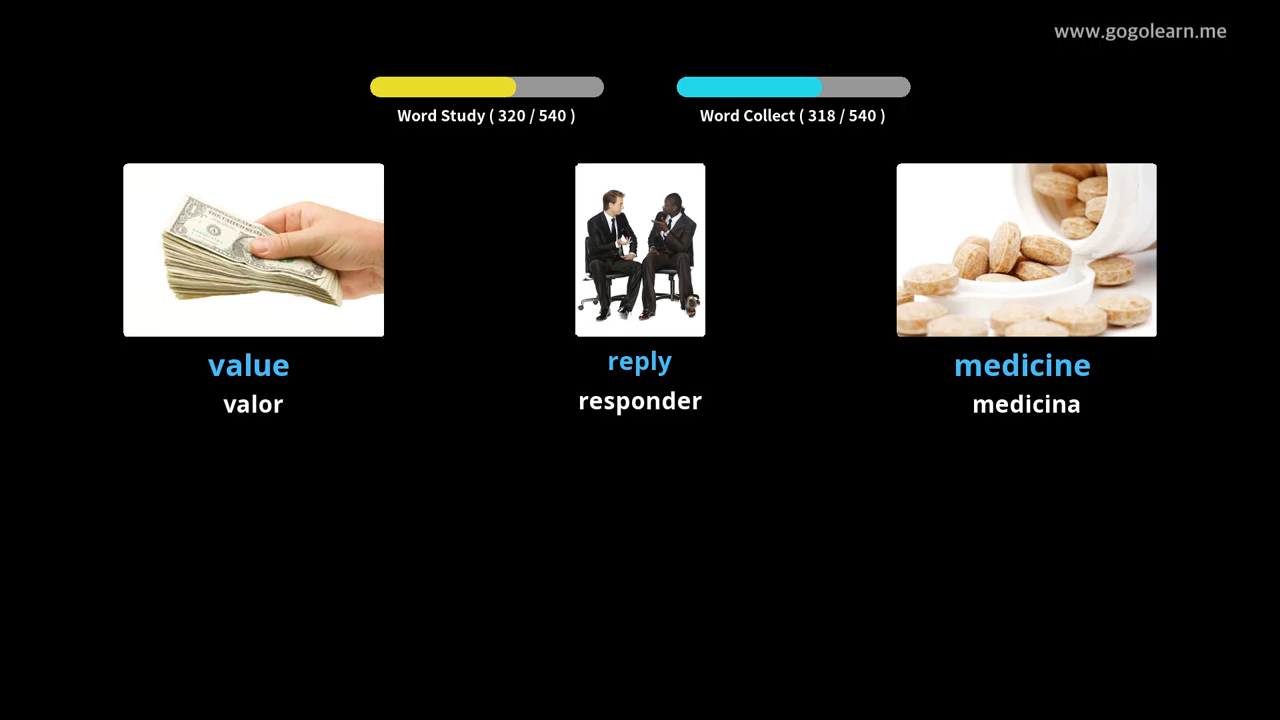 www.gogolearn.me
Word Study ( 320 / 540 )
Word Collect ( 318 / 540 )
value
valor
reply
responder
medicine
medicina